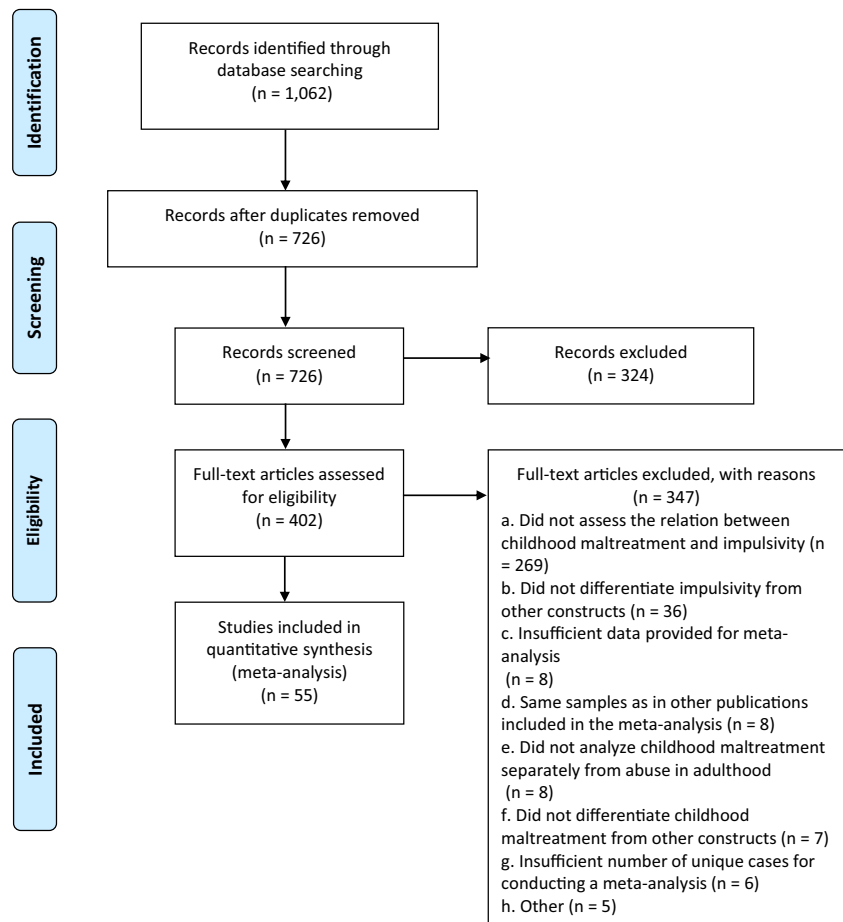 Identification
Records identified through
database searching
(n = 1,062)
Records after duplicates removed
(n = 726)
Screening
Records screened
(n = 726)
Records excluded
(n = 324)
Eligibility
Full-text articles assessed
for eligibility
(n = 402)
Full-text articles excluded, with reasons
(n = 347)
a. Did not assess the relation between
childhood maltreatment and impulsivity (n
= 269)
b. Did not differentiate impulsivity from
other constructs (n = 36)
c. Insufficient data provided for meta-
analysis
(n = 8)
d. Same samples as in other publications
included in the meta-analysis (n = 8)
e. Did not analyze childhood maltreatment
separately from abuse in adulthood
(n = 8)
f. Did not differentiate childhood
maltreatment from other constructs (n = 7)
g. Insufficient number of unique cases for
conducting a meta-analysis (n = 6)
h. Other (n = 5)
Included
Studies included in
quantitative synthesis
(meta-analysis)
(n = 55)